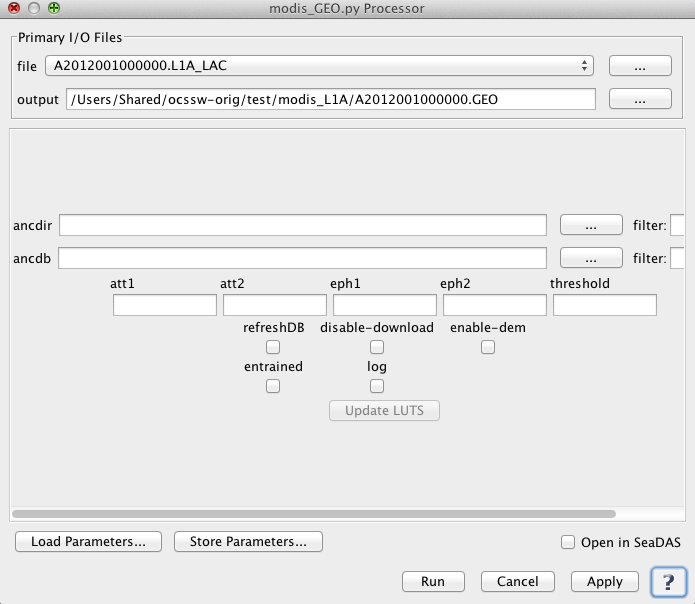 modis_GEO.py Processor
Primary I/O Files
file A2012001000000.L1A_LAC ...
output /Users/Shared/ocssw-orig/test/modis_L1A/A2012001000000.GEO ...
ancdir ... filter:
ancdb ... filter:
att1 att2 eph1 eph2 threshold
refreshDB disable-download enable-dem
entrained log
Update LUTS
Load Parameters... Store Parameters... Open in SeaDAS
Run Cancel Apply ?